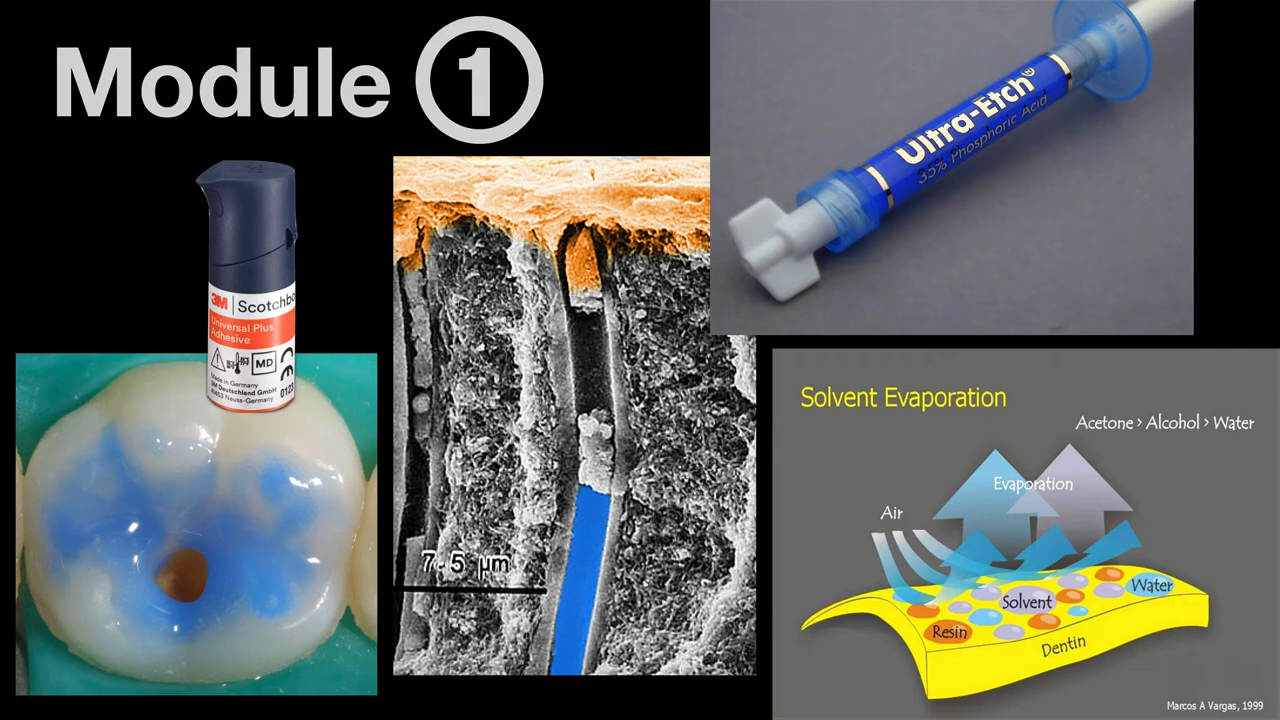 Module 1
Ultra-Etch®
35% Phosphoric Acid
3M Scotchbo
Universal Plus
Adhesive
MD
Made in Germany
3M Deutschland GmbH
41453 Neuss-Germany
0123
7.5 µm
Solvent Evaporation
Acetone > Alcohol > Water
Evaporation
Air
Water
Solvent
Resin
Dentin
Marcos A Vargas, 1999